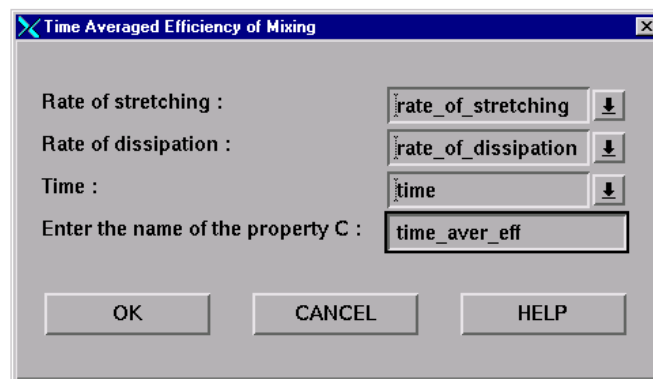 Time Averaged Efficiency of Mixing
Rate of stretching : rate_of_stretching
Rate of dissipation : rate_of_dissipation
Time : time
Enter the name of the property C : time_aver_eff
OK CANCEL HELP